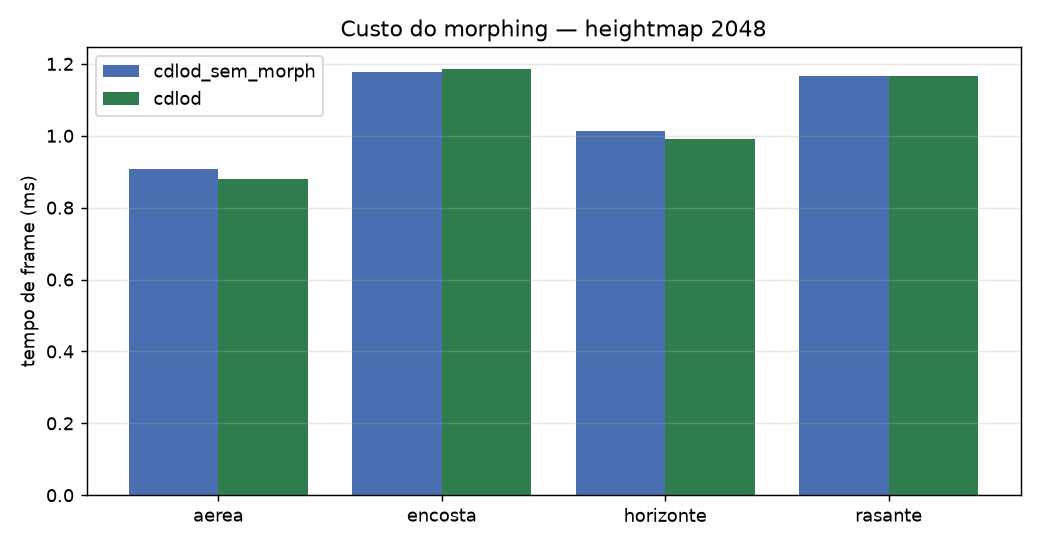 Custo do morphing — heightmap 2048
cdlod_sem_morph
cdlod
tempo de frame (ms)
1.2
1.0
0.8
0.6
0.4
0.2
0.0
aerea
encosta
horizonte
rasante